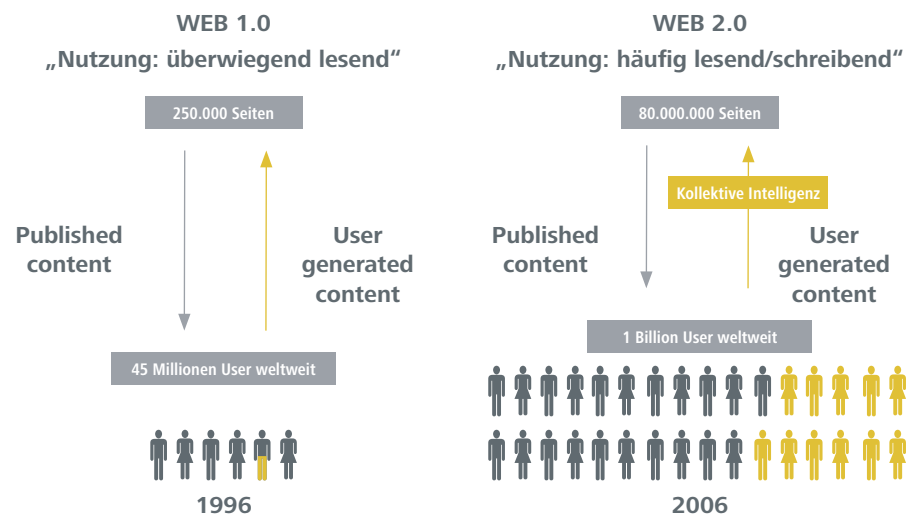 WEB 1.0
„Nutzung: überwiegend lesend“
250.000 Seiten
Published
content
User
generated
content
45 Millionen User weltweit
1996
WEB 2.0
„Nutzung: häufig lesend/schreibend“
80.000.000 Seiten
Kollektive Intelligenz
Published
content
User
generated
content
1 Billion User weltweit
2006